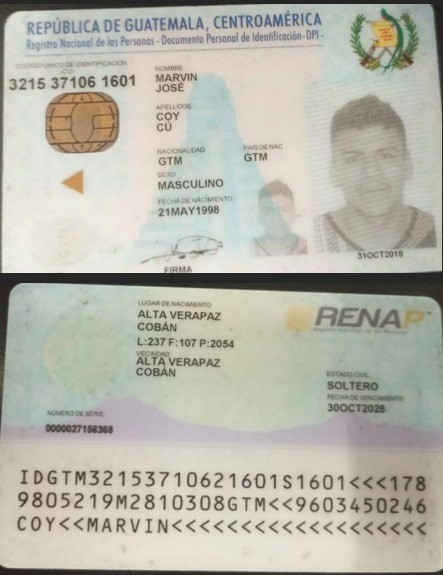 REPÚBLICA DE GUATEMALA, CENTROAMÉRICA
Registro Nacional de las Personas - Documento Personal de Identificación -DPI-
CÓDIGO ÚNICO DE IDENTIFICACIÓN
-CUI-
3215 37106 1601
NOMBRE:
MARVIN
JOSÉ
APELLIDOS:
COY
CÚ
NACIONALIDAD
GTM
PAIS DE NAC.
GTM
SEXO
MASCULINO
FECHA DE NACIMIENTO:
21MAY1998
31OCT2018
FIRMA
LUGAR DE NACIMIENTO
ALTA VERAPAZ
COBÁN
L:237 F:107 P:2054
VECINDAD
ALTA VERAPAZ
COBÁN
RENAP
Registro Nacional de las Personas
ESTADO CIVIL
SOLTERO
FECHA DE VENCIMIENTO
30OCT2028
NÚMERO DE SERIE:
0000027156368
IDGTM32153710621601S1601<<<178
9805219M2810308GTM<<9603450246
COY<<MARVIN<<<<<<<<<<<<<<<<<<<